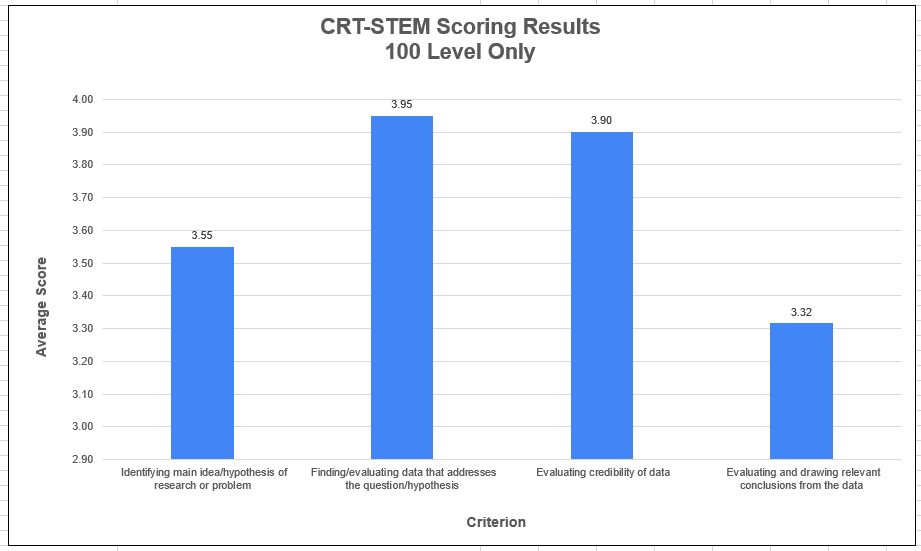 CRT-STEM Scoring Results
100 Level Only
4.00
3.90
3.80
3.70
3.60
3.50
3.40
3.30
3.20
3.10
3.00
2.90
Average Score
3.55
3.95
3.90
3.32
Identifying main idea/hypothesis of
research or problem
Finding/evaluating data that addresses
the question/hypothesis
Evaluating credibility of data
Evaluating and drawing relevant
conclusions from the data
Criterion